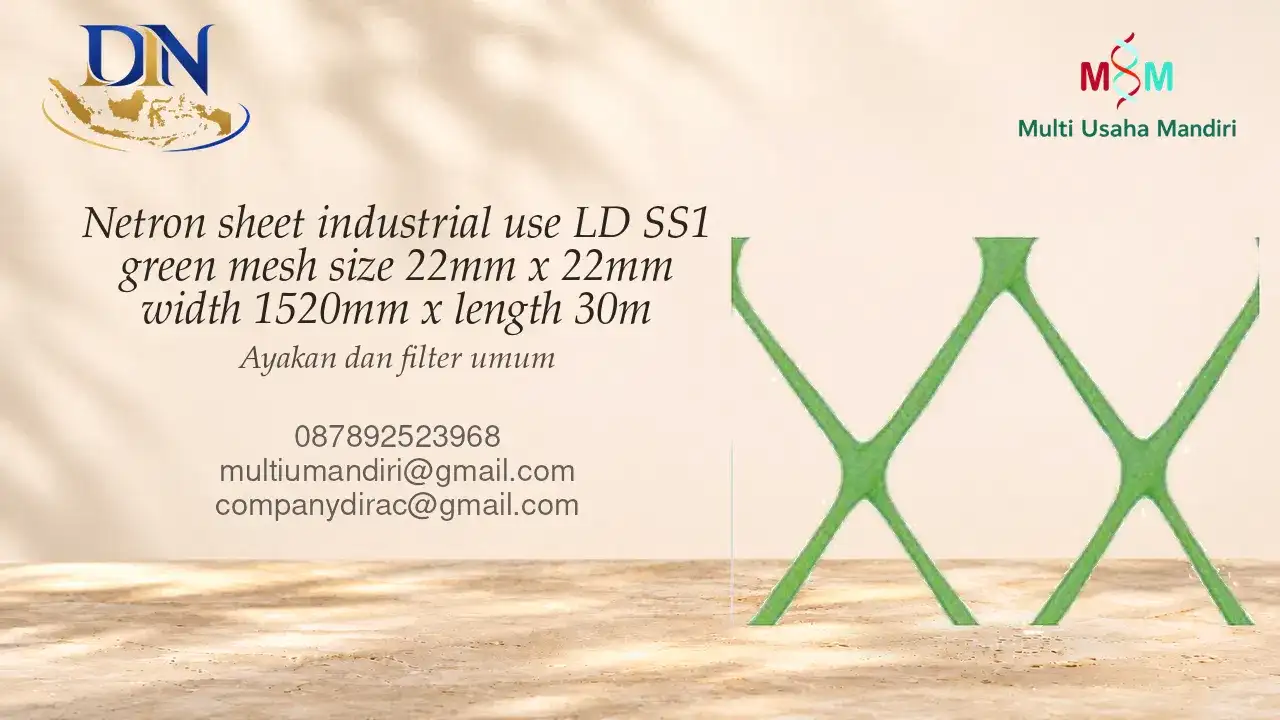 DN
M M
Multi Usaha Mandiri
Netron sheet industrial use LD SS1
green mesh size 22mm x 22mm
width 1520mm x length 30m
Ayakan dan filter umum
087892523968
multiumandiri@gmail.com
companydirac@gmail.com